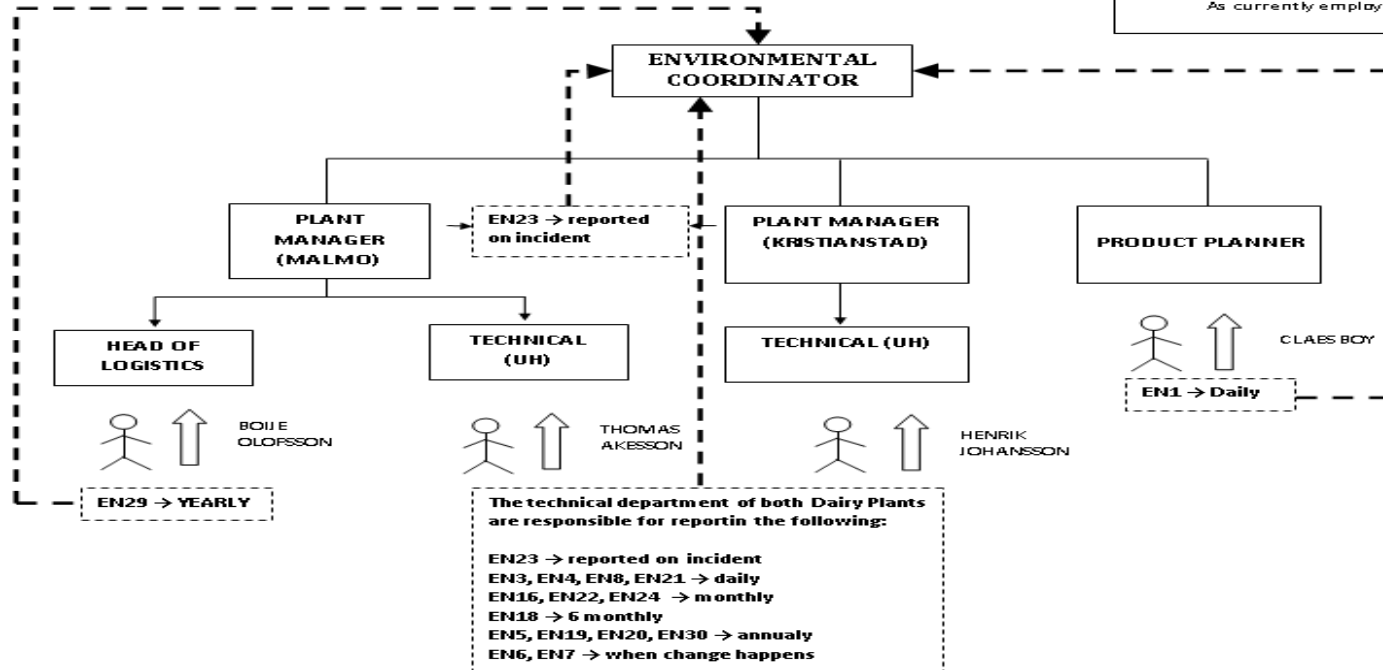 As currently employ
ENVIRONMENTAL
COORDINATOR
PLANT
MANAGER
(MALMO)
EN23 → reported
on incident
PLANT MANAGER
(KRISTIANSTAD)
PRODUCT PLANNER
HEAD OF
LOGISTICS
TECHNICAL
(UH)
TECHNICAL (UH)
CLAES BOY
EN1 → Daily
BOIJE
OLOFSSON
THOMAS
AKESSON
HENRIK
JOHANSSON
EN29 → YEARLY
The technical department of both Dairy Plants
are responsible for reportin the following:
EN23 → reported on incident
EN3, EN4, EN8, EN21 → daily
EN16, EN22, EN24 → monthly
EN18 → 6 monthly
EN5, EN19, EN20, EN30 → annualy
EN6, EN7 → when change happens